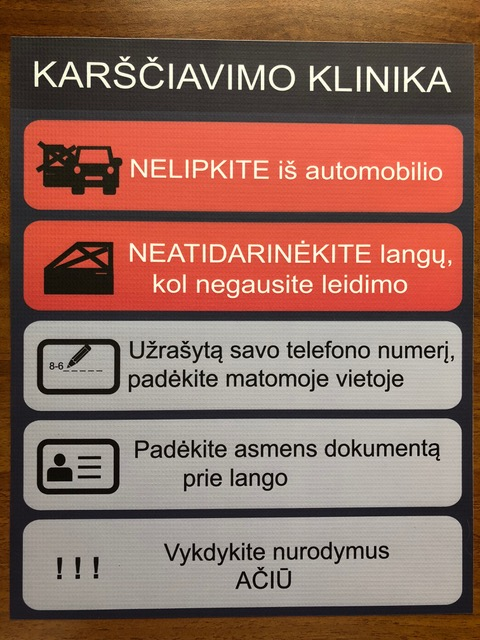 KARŠČIAVIMO KLINIKA
NELIPKITE iš automobilio
NEATIDARINĖKITE langų,
kol negausite leidimo
8-6_ _ _ _ _ _ _
Užrašytą savo telefono numerį,
padėkite matomoje vietoje
Padėkite asmens dokumentą
prie lango
! ! !
Vykdykite nurodymus
AČIŪ